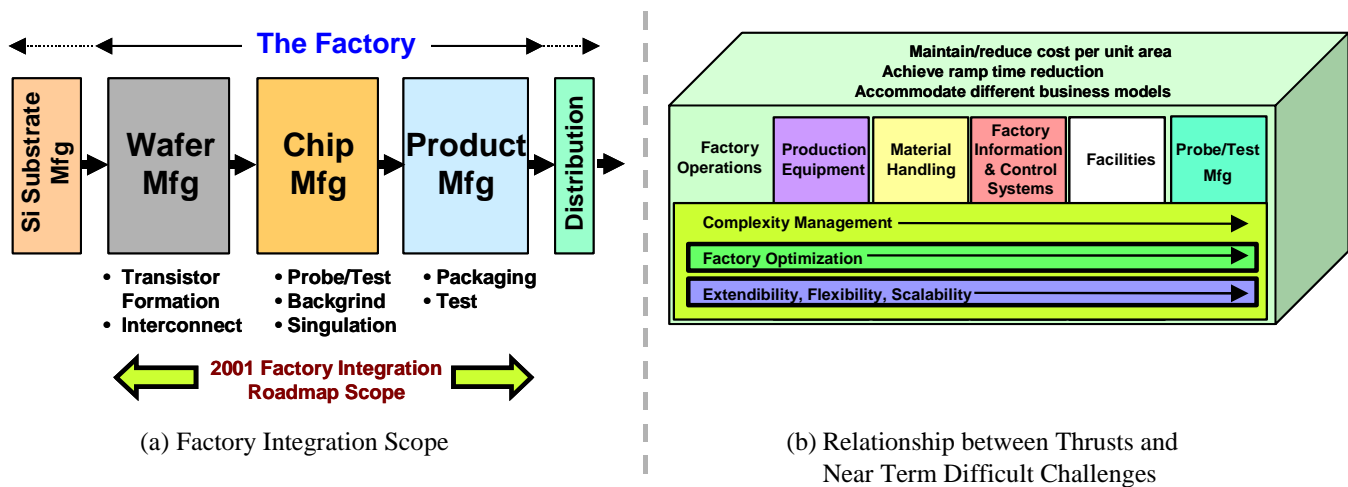 The Factory
Si Substrate
Mfg
Wafer
Mfg
Chip
Mfg
Product
Mfg
Distribution
• Transistor
Formation
• Interconnect
• Probe/Test
• Backgrind
• Singulation
• Packaging
• Test
2001 Factory Integration
Roadmap Scope
(a) Factory Integration Scope
Maintain/reduce cost per unit area
Achieve ramp time reduction
Accommodate different business models
Factory
Operations
Production
Equipment
Material
Handling
Factory
Information
& Control
Systems
Facilities
Probe/Test
Mfg
Complexity Management
Factory Optimization
Extendibility, Flexibility, Scalability
(b) Relationship between Thrusts and
Near Term Difficult Challenges